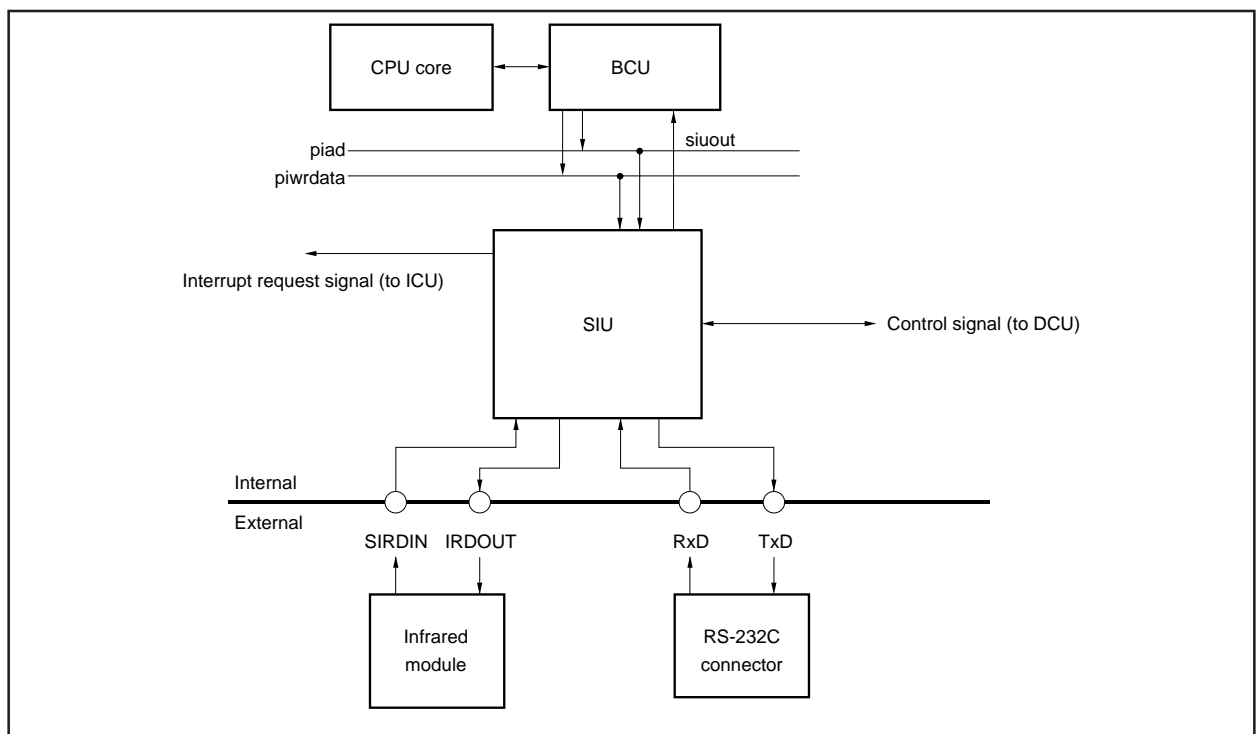 CPU core
BCU
siuout
piad
piwrdata
Interrupt request signal (to ICU)
SIU
Control signal (to DCU)
Internal
External
SIRDIN
IRDOUT
RxD
TxD
Infrared
module
RS-232C
connector